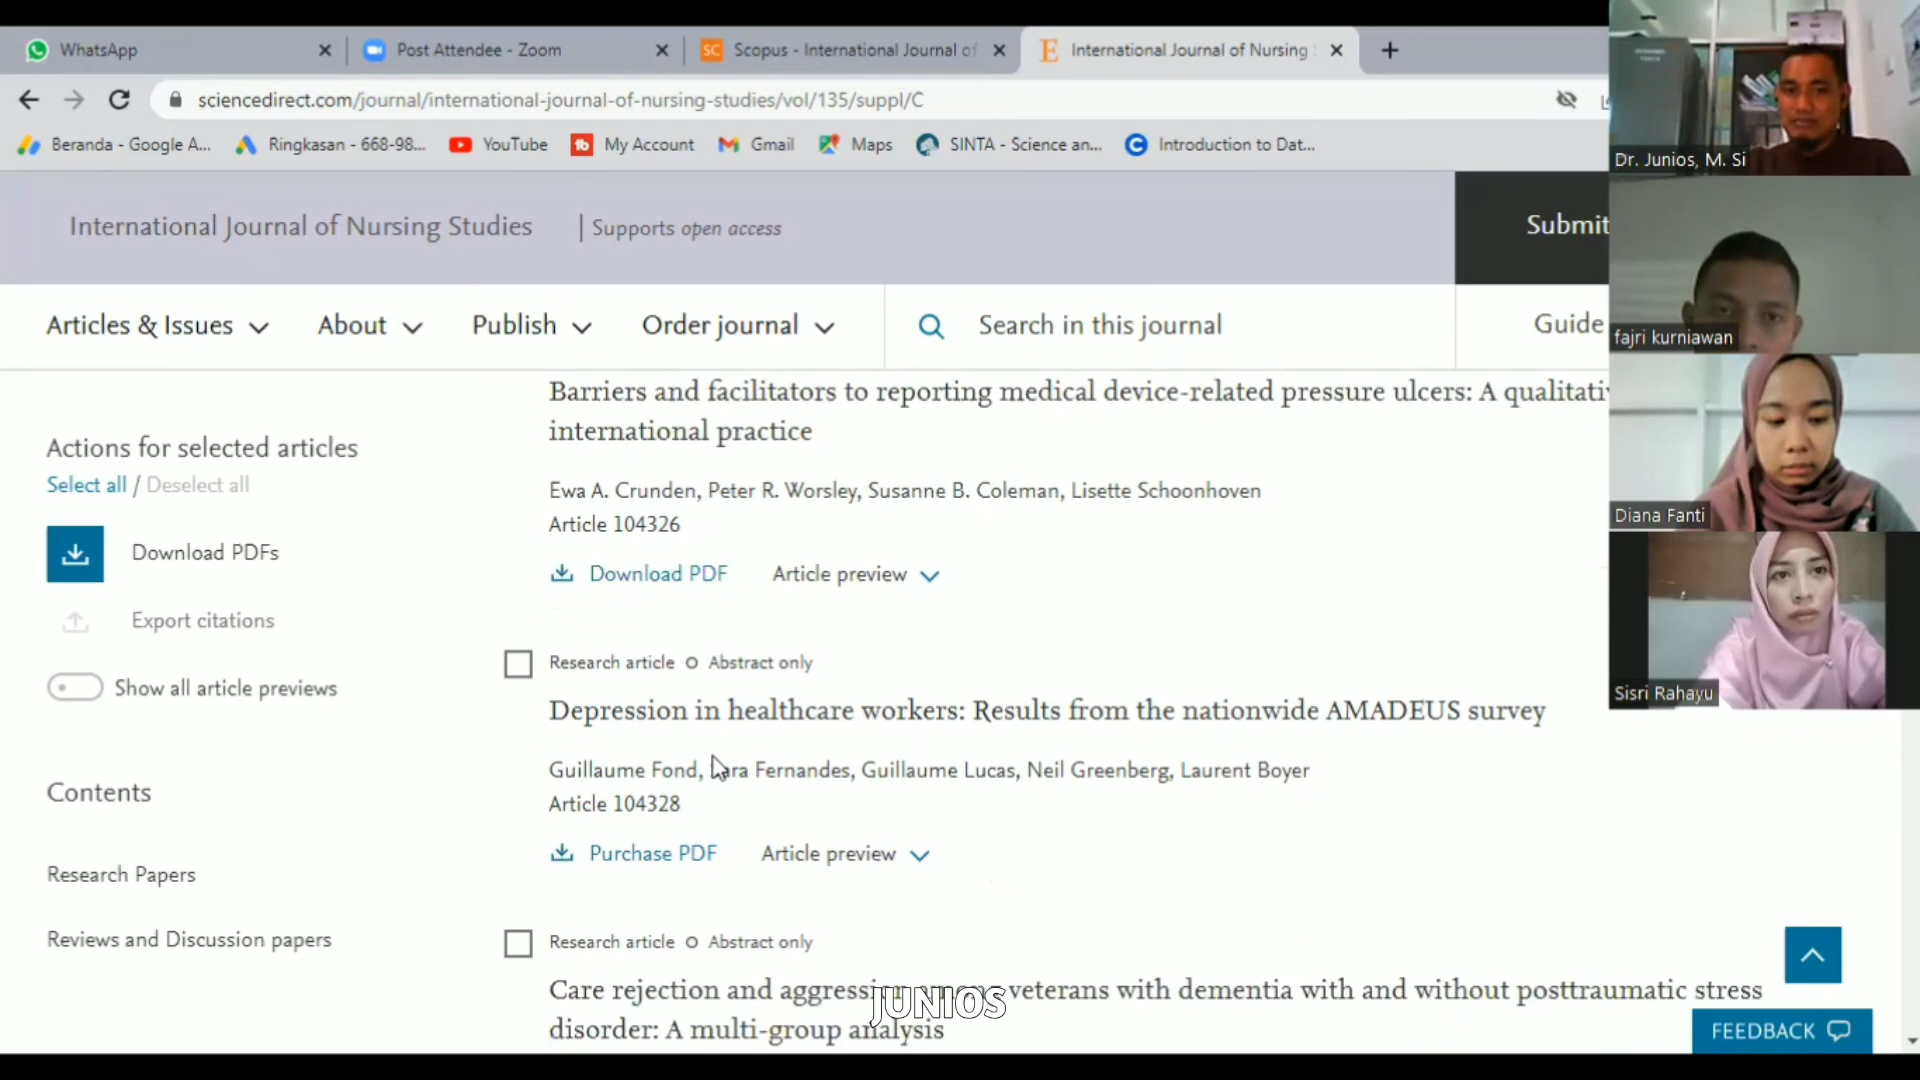 WhatsApp
Post Attendee - Zoom
Scopus - International Journal of
International Journal of Nursing
sciencedirect.com/journal/international-journal-of-nursing-studies/vol/135/suppl/C
Beranda - Google A...
Ringkasan - 668-98...
YouTube
My Account
Gmail
Maps
SINTA - Science an...
Introduction to Dat...
International Journal of Nursing Studies
Supports open access
Submit
Articles & Issues
About
Publish
Order journal
Search in this journal
Guide
Barriers and facilitators to reporting medical device-related pressure ulcers: A
international practice
Ewa A. Crunden, Peter R. Worsley, Susanne B. Coleman, Lisette Schoonhoven
Article 104326
Download PDF
Article preview
Actions for selected articles
Select all / Deselect all
Download PDFs
Export citations
Show all article previews
Contents
Research Papers
Reviews and Discussion papers
Research article
Abstract only
Depression in healthcare workers: Results from the nationwide AMADEUS survey
Guillaume Fond, Fernandes, Guillaume Lucas, Neil Greenberg, Laurent Boyer
Article 104328
Purchase PDF
Article preview
Research article
Abstract only
Care rejection and veterans with dementia with and without posttraumatic stress
disorder: A multi-group analysis
JUNIOS
FEEDBACK
Dr. Junios, M. Si
fajri kurniawan
Diana Fanti
Sisri Rahayu